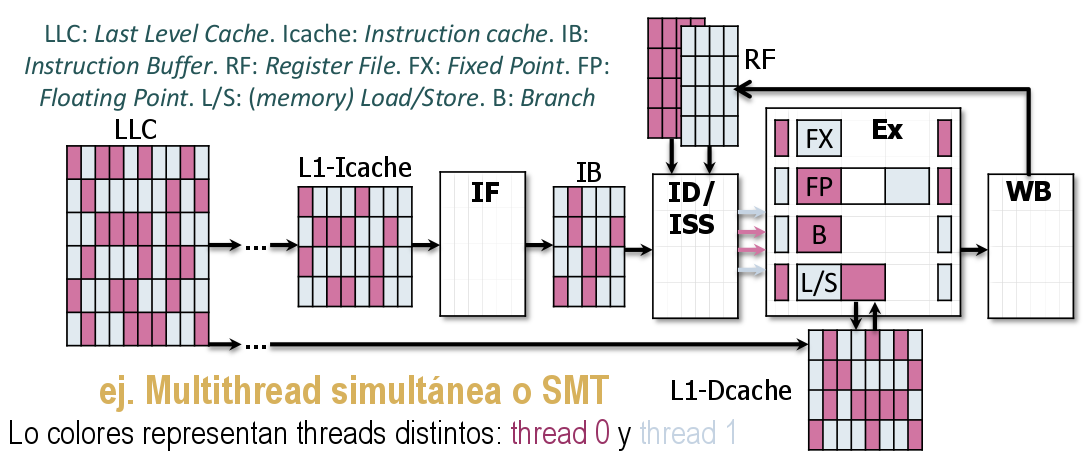 LLC: Last Level Cache. Icache: Instruction cache. IB:
Instruction Buffer. RF: Register File. FX: Fixed Point. FP:
Floating Point. L/S: (memory) Load/Store. B: Branch
RF
LLC
L1-Icache
IF
IB
ID/
ISS
Ex
FX
FP
B
L/S
WB
...
...
L1-Dcache
ej. Multithread simultánea o SMT
Lo colores representan threads distintos: thread 0 y thread 1